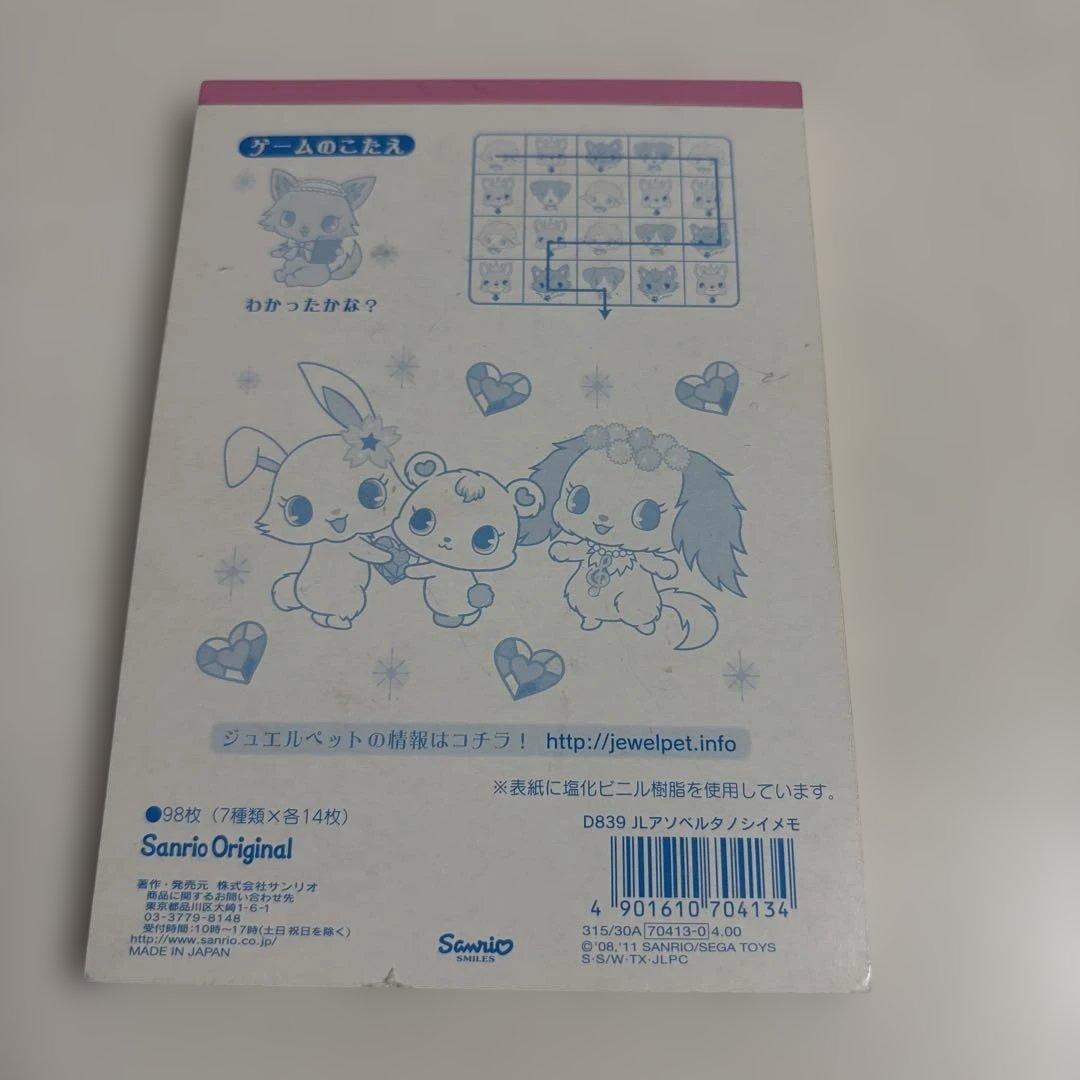 ゲームのこたえ
わかったかな？
ジュエルペットの情報はコチラ！ http://jewelpet.info
※表紙に塩化ビニル樹脂を使用しています。
●98枚（7種類×各14枚）
Sanrio Original
著作・発売元 株式会社サンリオ
商品に関するお問い合わせ先
東京都品川区大崎1-6-1
03-3779-8148
受付時間:10時～17時(土日祝日を除く)
http://www.sanrio.co.jp/
MADE IN JAPAN
Sanrio
SMILES
D839 JLアソベルタノシイメモ
4 901610 704134
315/30A 70413-0 4.00
©'08,'11 SANRIO/SEGA TOYS
S・S/W・TX・JLPC